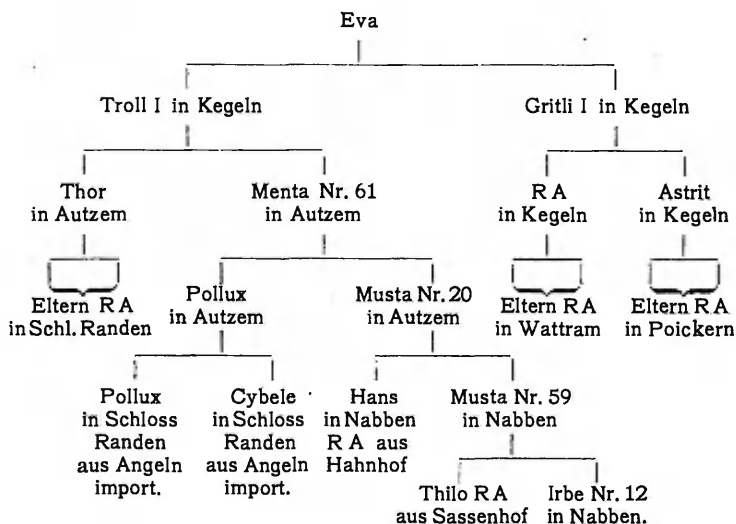 Eva
Troll I in Kegeln
Gritli I in Kegeln
Thor
in Autzem
Menta Nr. 61
in Autzem
R A
in Kegeln
Astrit
in Kegeln
Eltern R A
in Schl. Randen
Pollux
in Autzem
Musta Nr. 20
in Autzem
Eltern R A
in Wattram
Eltern R A
in Poickern
Pollux
in Schloss
Randen
aus Angeln
import.
Cybele
in Schloss
Randen
aus Angeln
import.
Hans
in Nabben
R A aus
Hahnhof
Musta Nr. 59
in Nabben
Thilo R A
aus Sassenhof
Irbe Nr. 12
in Nabben.